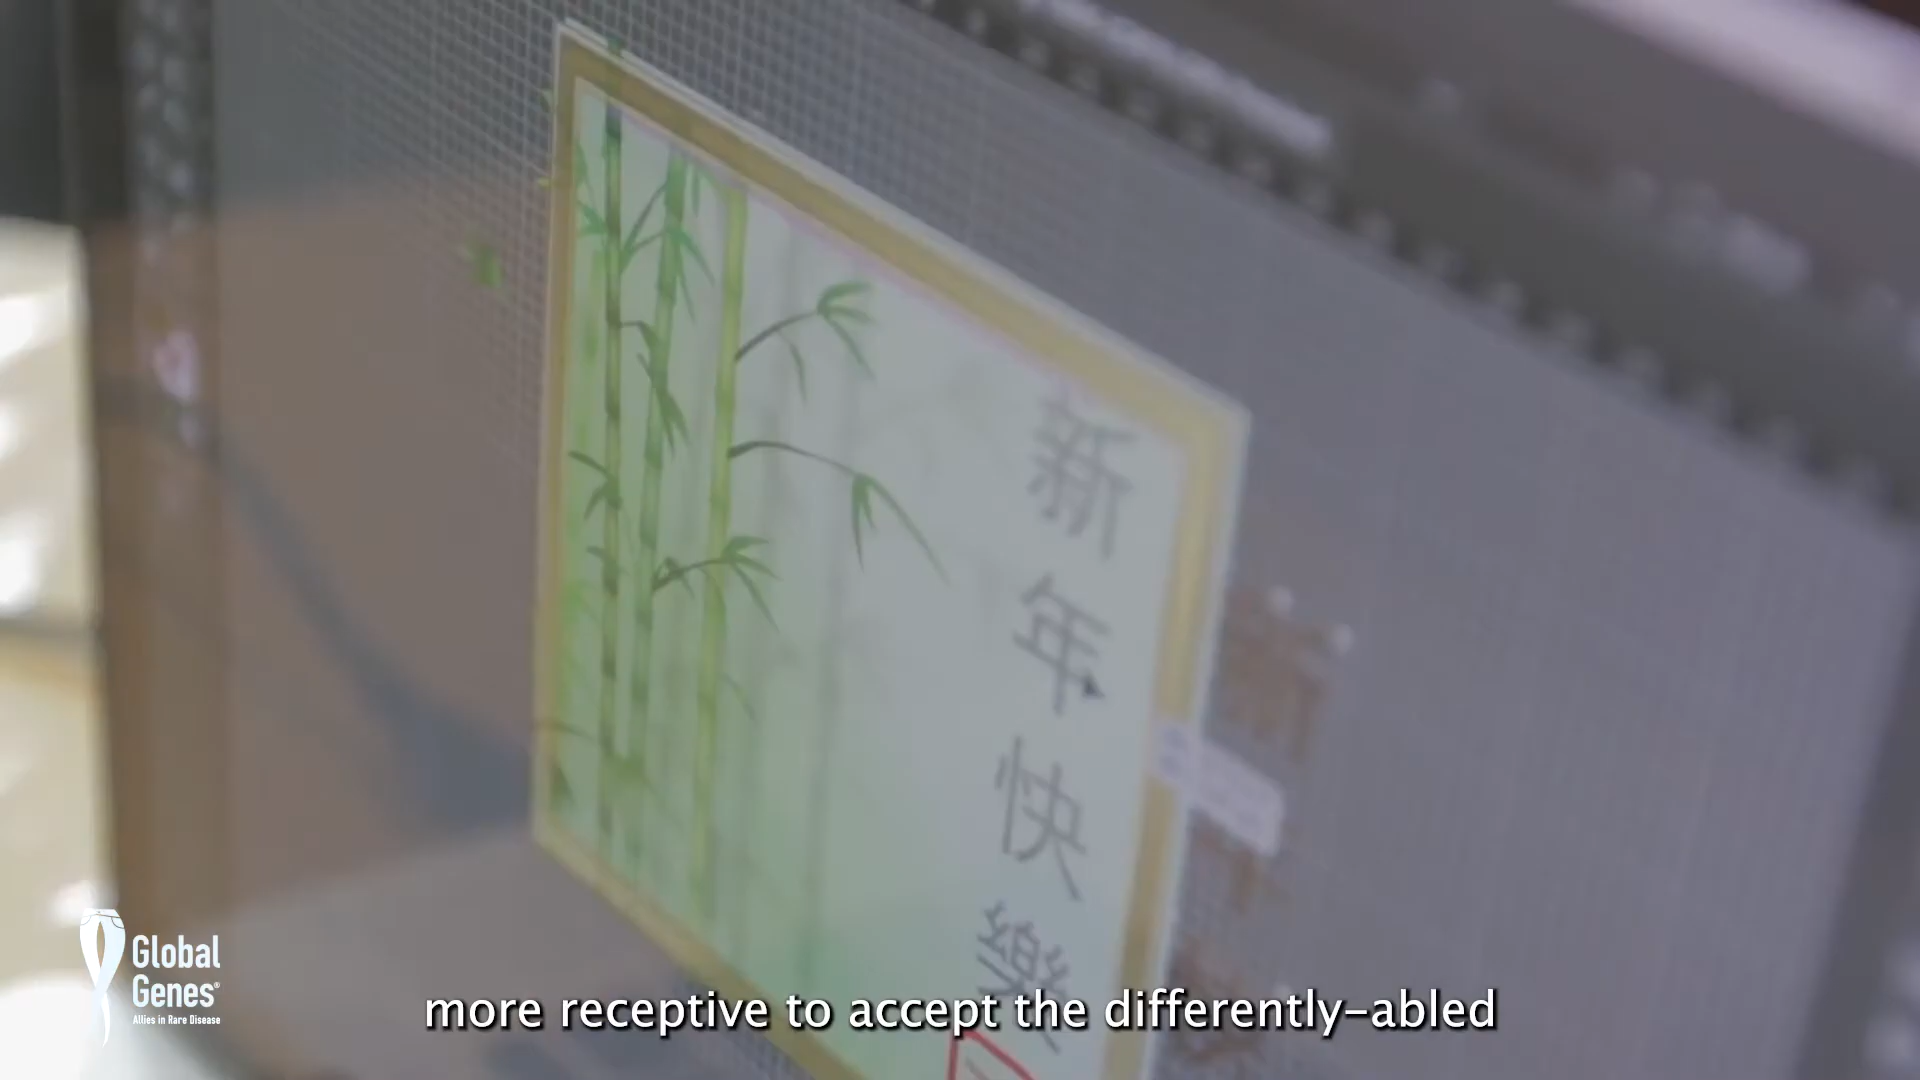 新年快樂
Global
Genes®
Allies in Rare Disease
more receptive to accept the differently-abled